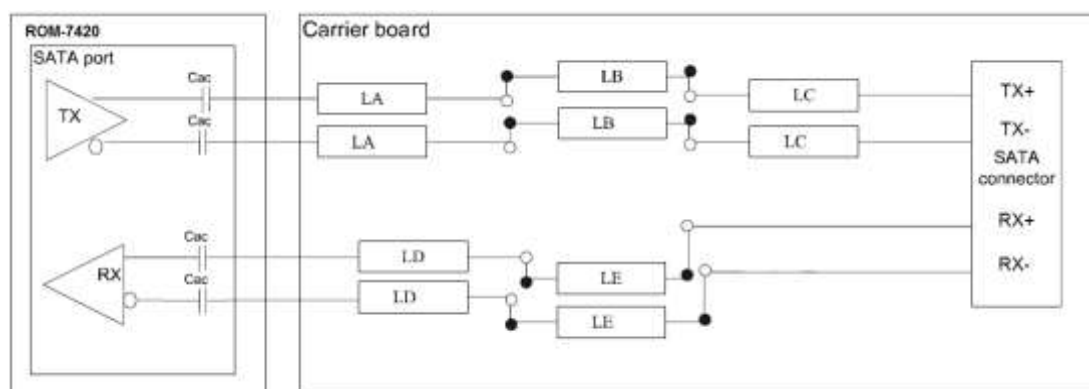 ROM-7420
Carrier board
SATA port
Cac
LA
LB
LC
TX+
TX
Cac
LA
LB
LC
TX-
SATA
connector
Cac
RX+
RX
LD
LE
RX-
Cac
LD
LE